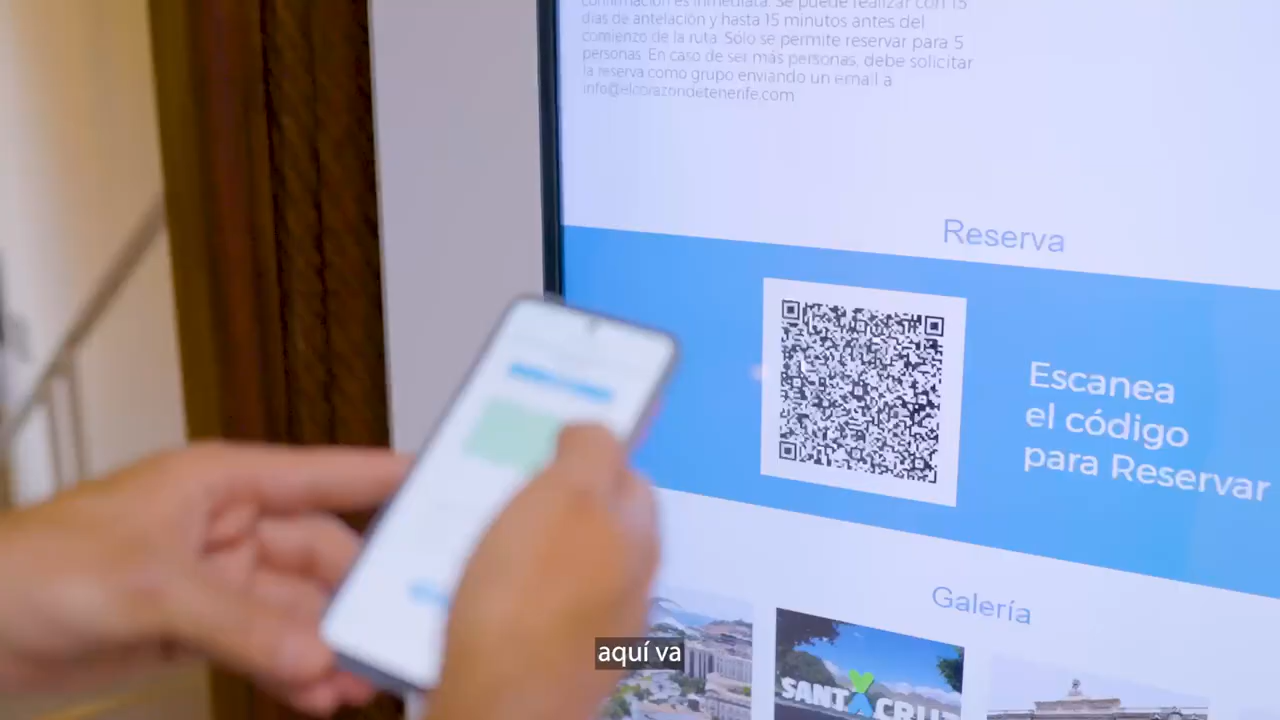 confirmación es inmediata. Se puede realizar con 15
días de antelación y hasta 15 minutos antes del
comienzo de la ruta. Sólo se permite reservar para 5
personas. En caso de ser más personas, debe solicitar
la reserva como grupo enviando un email a
info@elcorazondetenerife.com
Reserva
Escanea
el código
para Reservar
Galería
SANTA CRUZ
aquí va